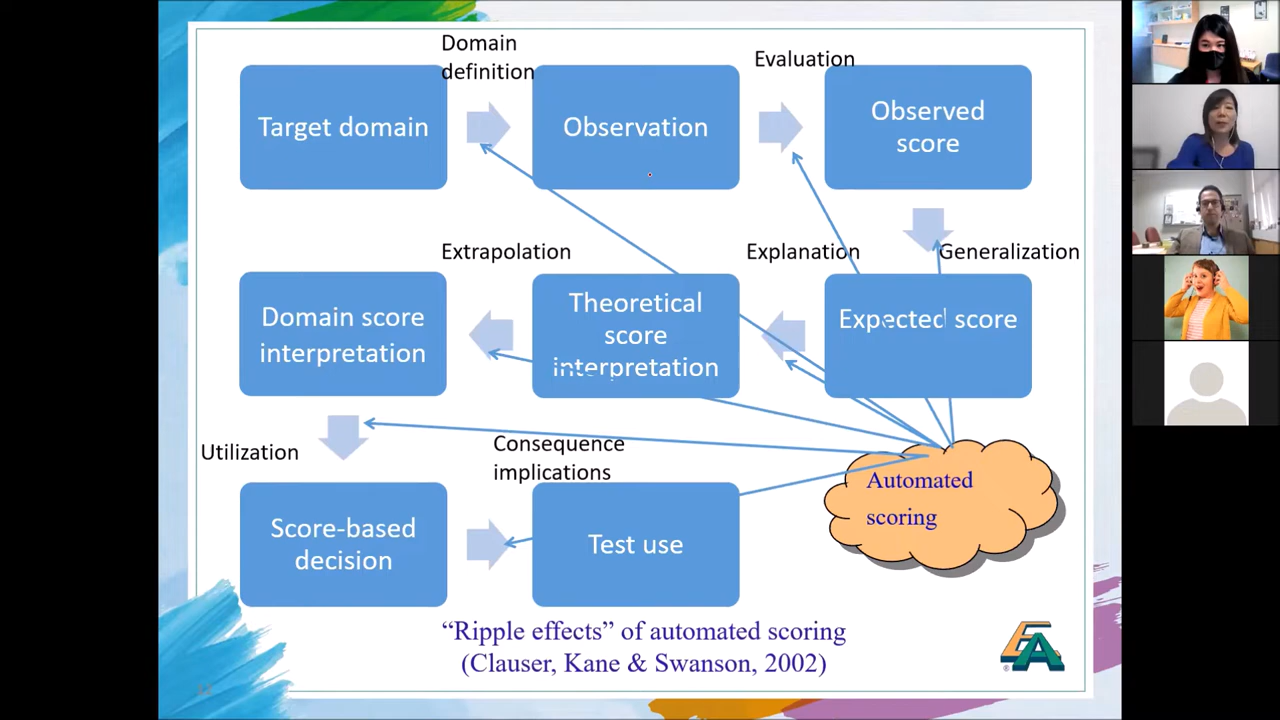 Domain
definition
Evaluation
Target domain
Observation
Observed
score
Extrapolation
Explanation
Generalization
Domain score
interpretation
Theoretical
score
interpretation
Expected score
Utilization
Consequence
implications
Automated
scoring
Score-based
decision
Test use
“Ripple effects” of automated scoring
(Clauser, Kane & Swanson, 2002)
EA
®